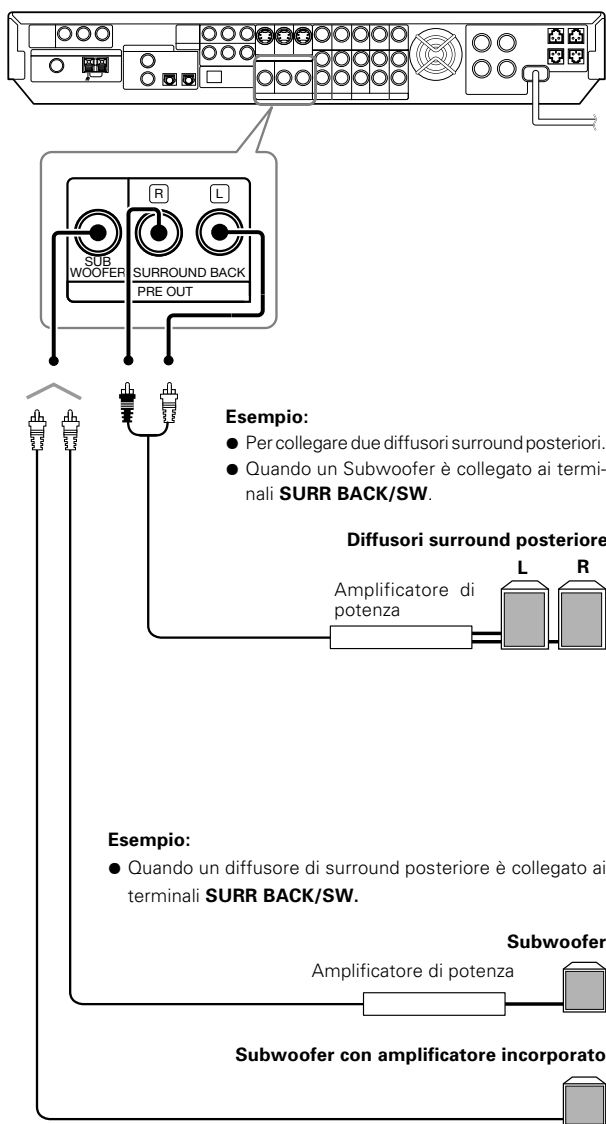 R L
SUB
WOOFER SURROUND BACK
PRE OUT
Esempio:
● Per collegare due diffusori surround posteriori.
● Quando un Subwoofer è collegato ai termi-
nali SURR BACK/SW.
Diffusori surround posteriore
L R
Amplificatore di
potenza
Esempio:
● Quando un diffusore di surround posteriore è collegato ai
terminali SURR BACK/SW.
Subwoofer
Amplificatore di potenza
Subwoofer con amplificatore incorporato